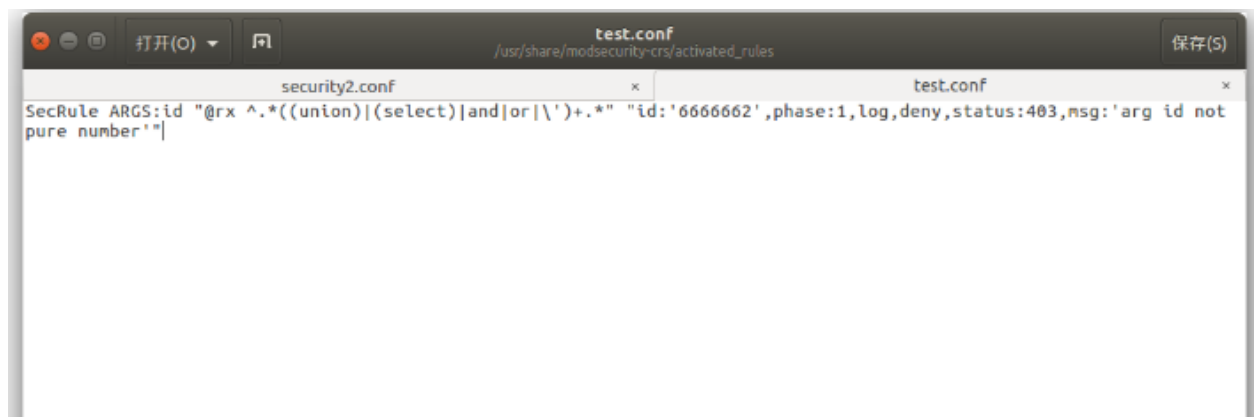 打开(O)
test.conf
/usr/share/modsecurity-crs/activated_rules
保存(S)
security2.conf ×
test.conf ×
SecRule ARGS:id "@rx ^.*((union)|(select)|and|or|\')+.*" "id:'6666662',phase:1,log,deny,status:403,msg:'arg id not
pure number'"